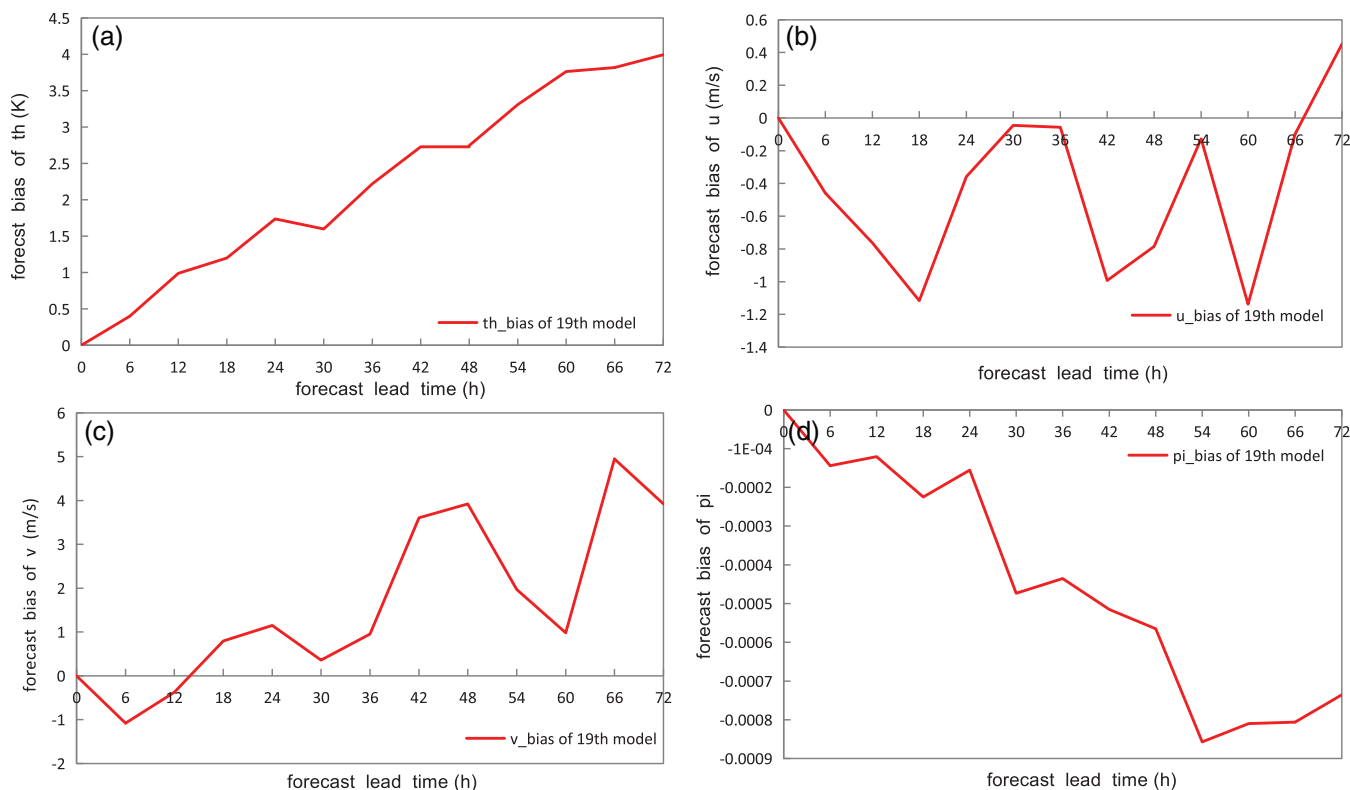 (a)
4.5
4
3.5
3
2.5
2
1.5
1
0.5
0
forecst bias of th (K)
th_bias of 19th model
0 6 12 18 24 30 36 42 48 54 60 66 72
forecast lead time (h)
(b)
0.6
0.4
0.2
0
-0.2
-0.4
-0.6
-0.8
-1
-1.2
-1.4
forecast bias of u (m/s)
0 6 12 18 24 30 36 42 48 54 60 66 72
u_bias of 19th model
forecast lead time (h)
(c)
6
5
4
3
2
1
0
-1
-2
forecast bias of v (m/s)
0 6 12 18 24 30 36 42 48 54 60 66 72
v_bias of 19th model
forecast lead time (h)
(d)
0
-1E-04
-0.0002
-0.0003
-0.0004
-0.0005
-0.0006
-0.0007
-0.0008
-0.0009
forecast bias of pi
0 6 12 18 24 30 36 42 48 54 60 66 72
pi_bias of 19th model
forecast lead time (h)